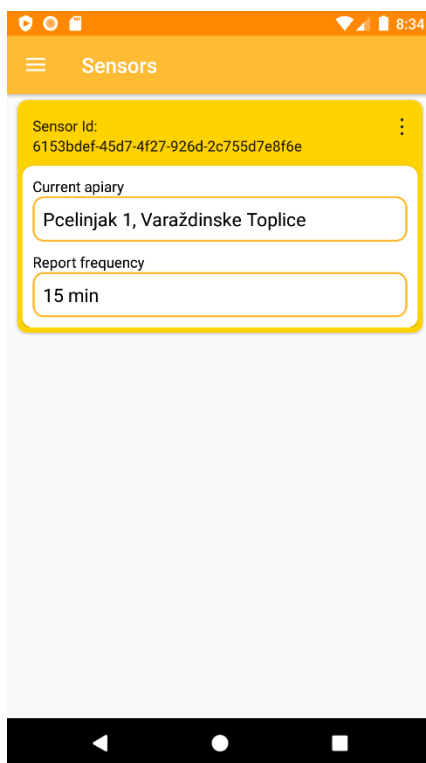 8:34
Sensors
Sensor Id:
6153bdef-45d7-4f27-926d-2c755d7e8f6e
Current apiary
Pcelinjak 1, Varaždinske Toplice
Report frequency
15 min